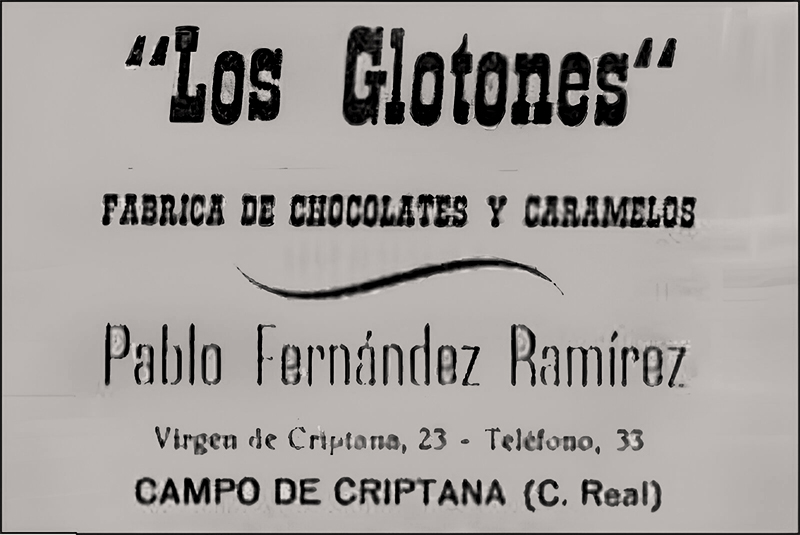 “Los Glotones“
FABRICA DE CHOCOLATES Y CARAMELOS
Pablo Fernández Ramírez
Virgen de Criptana, 23 - Teléfono, 33
CAMPO DE CRIPTANA (C. Real)